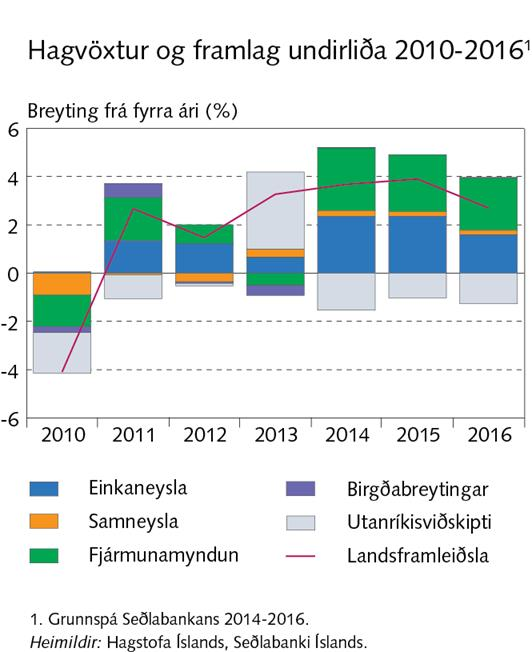 Hagvöxtur og framlag undirliða 2010-2016¹
Breyting frá fyrra ári (%)
6
4
2
0
-2
-4
-6
2010 2011 2012 2013 2014 2015 2016
Einkaneysla
Samneysla
Fjármunamyndun
Birgðabreytingar
Utanríkisviðskipti
Landsframleiðsla
1. Grunnspá Seðlabankans 2014-2016.
Heimildir: Hagstofa Íslands, Seðlabanki Íslands.